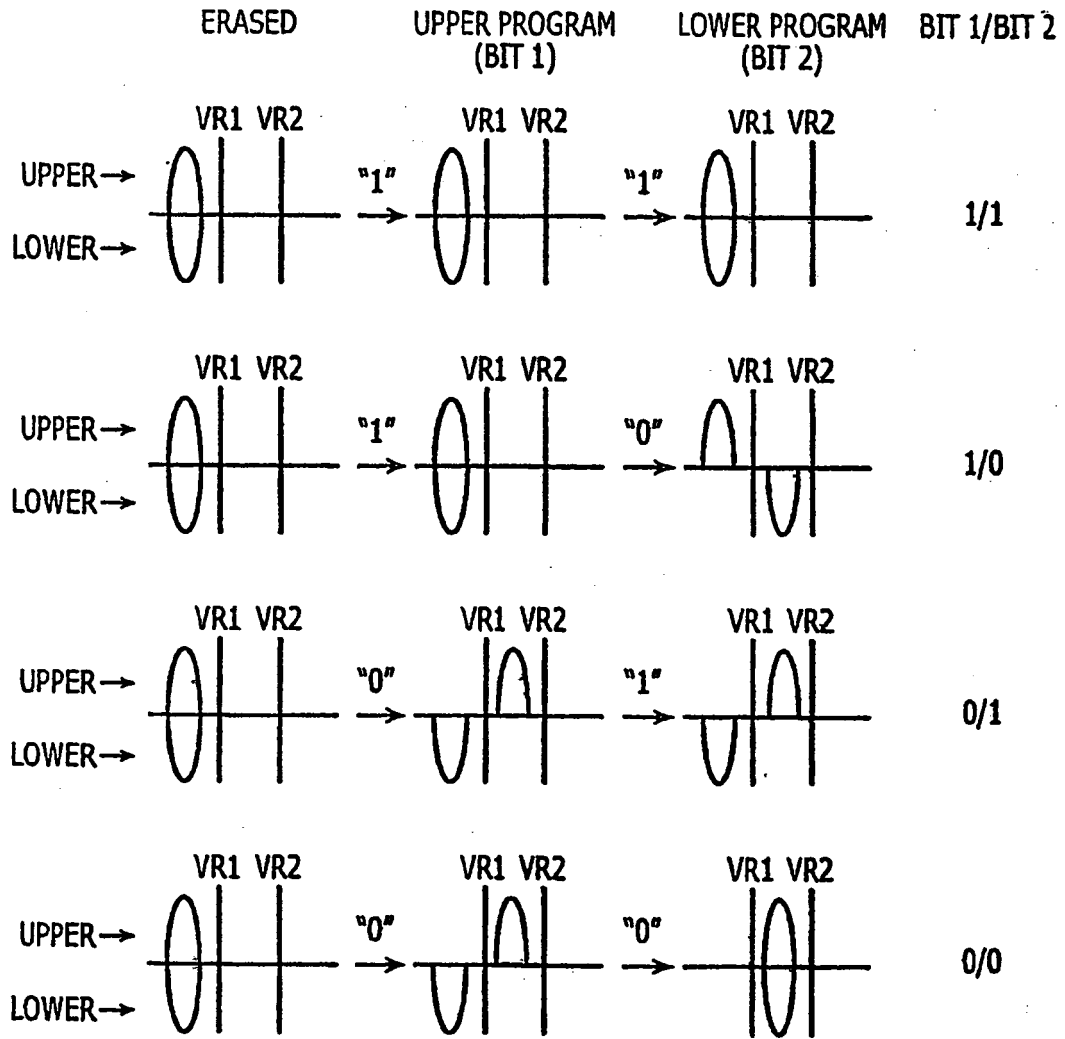 ERASED UPPER PROGRAM LOWER PROGRAM BIT 1/BIT 2
(BIT 1) (BIT 2)
VR1 VR2 VR1 VR2 VR1 VR2
UPPER→ "1" "1"
1/1
LOWER→
VR1 VR2 VR1 VR2 VR1 VR2
UPPER→ "1" "0"
1/0
LOWER→
VR1 VR2 VR1 VR2 VR1 VR2
UPPER→ "0" "1"
0/1
LOWER→
VR1 VR2 VR1 VR2 VR1 VR2
UPPER→ "0" "0"
0/0
LOWER→